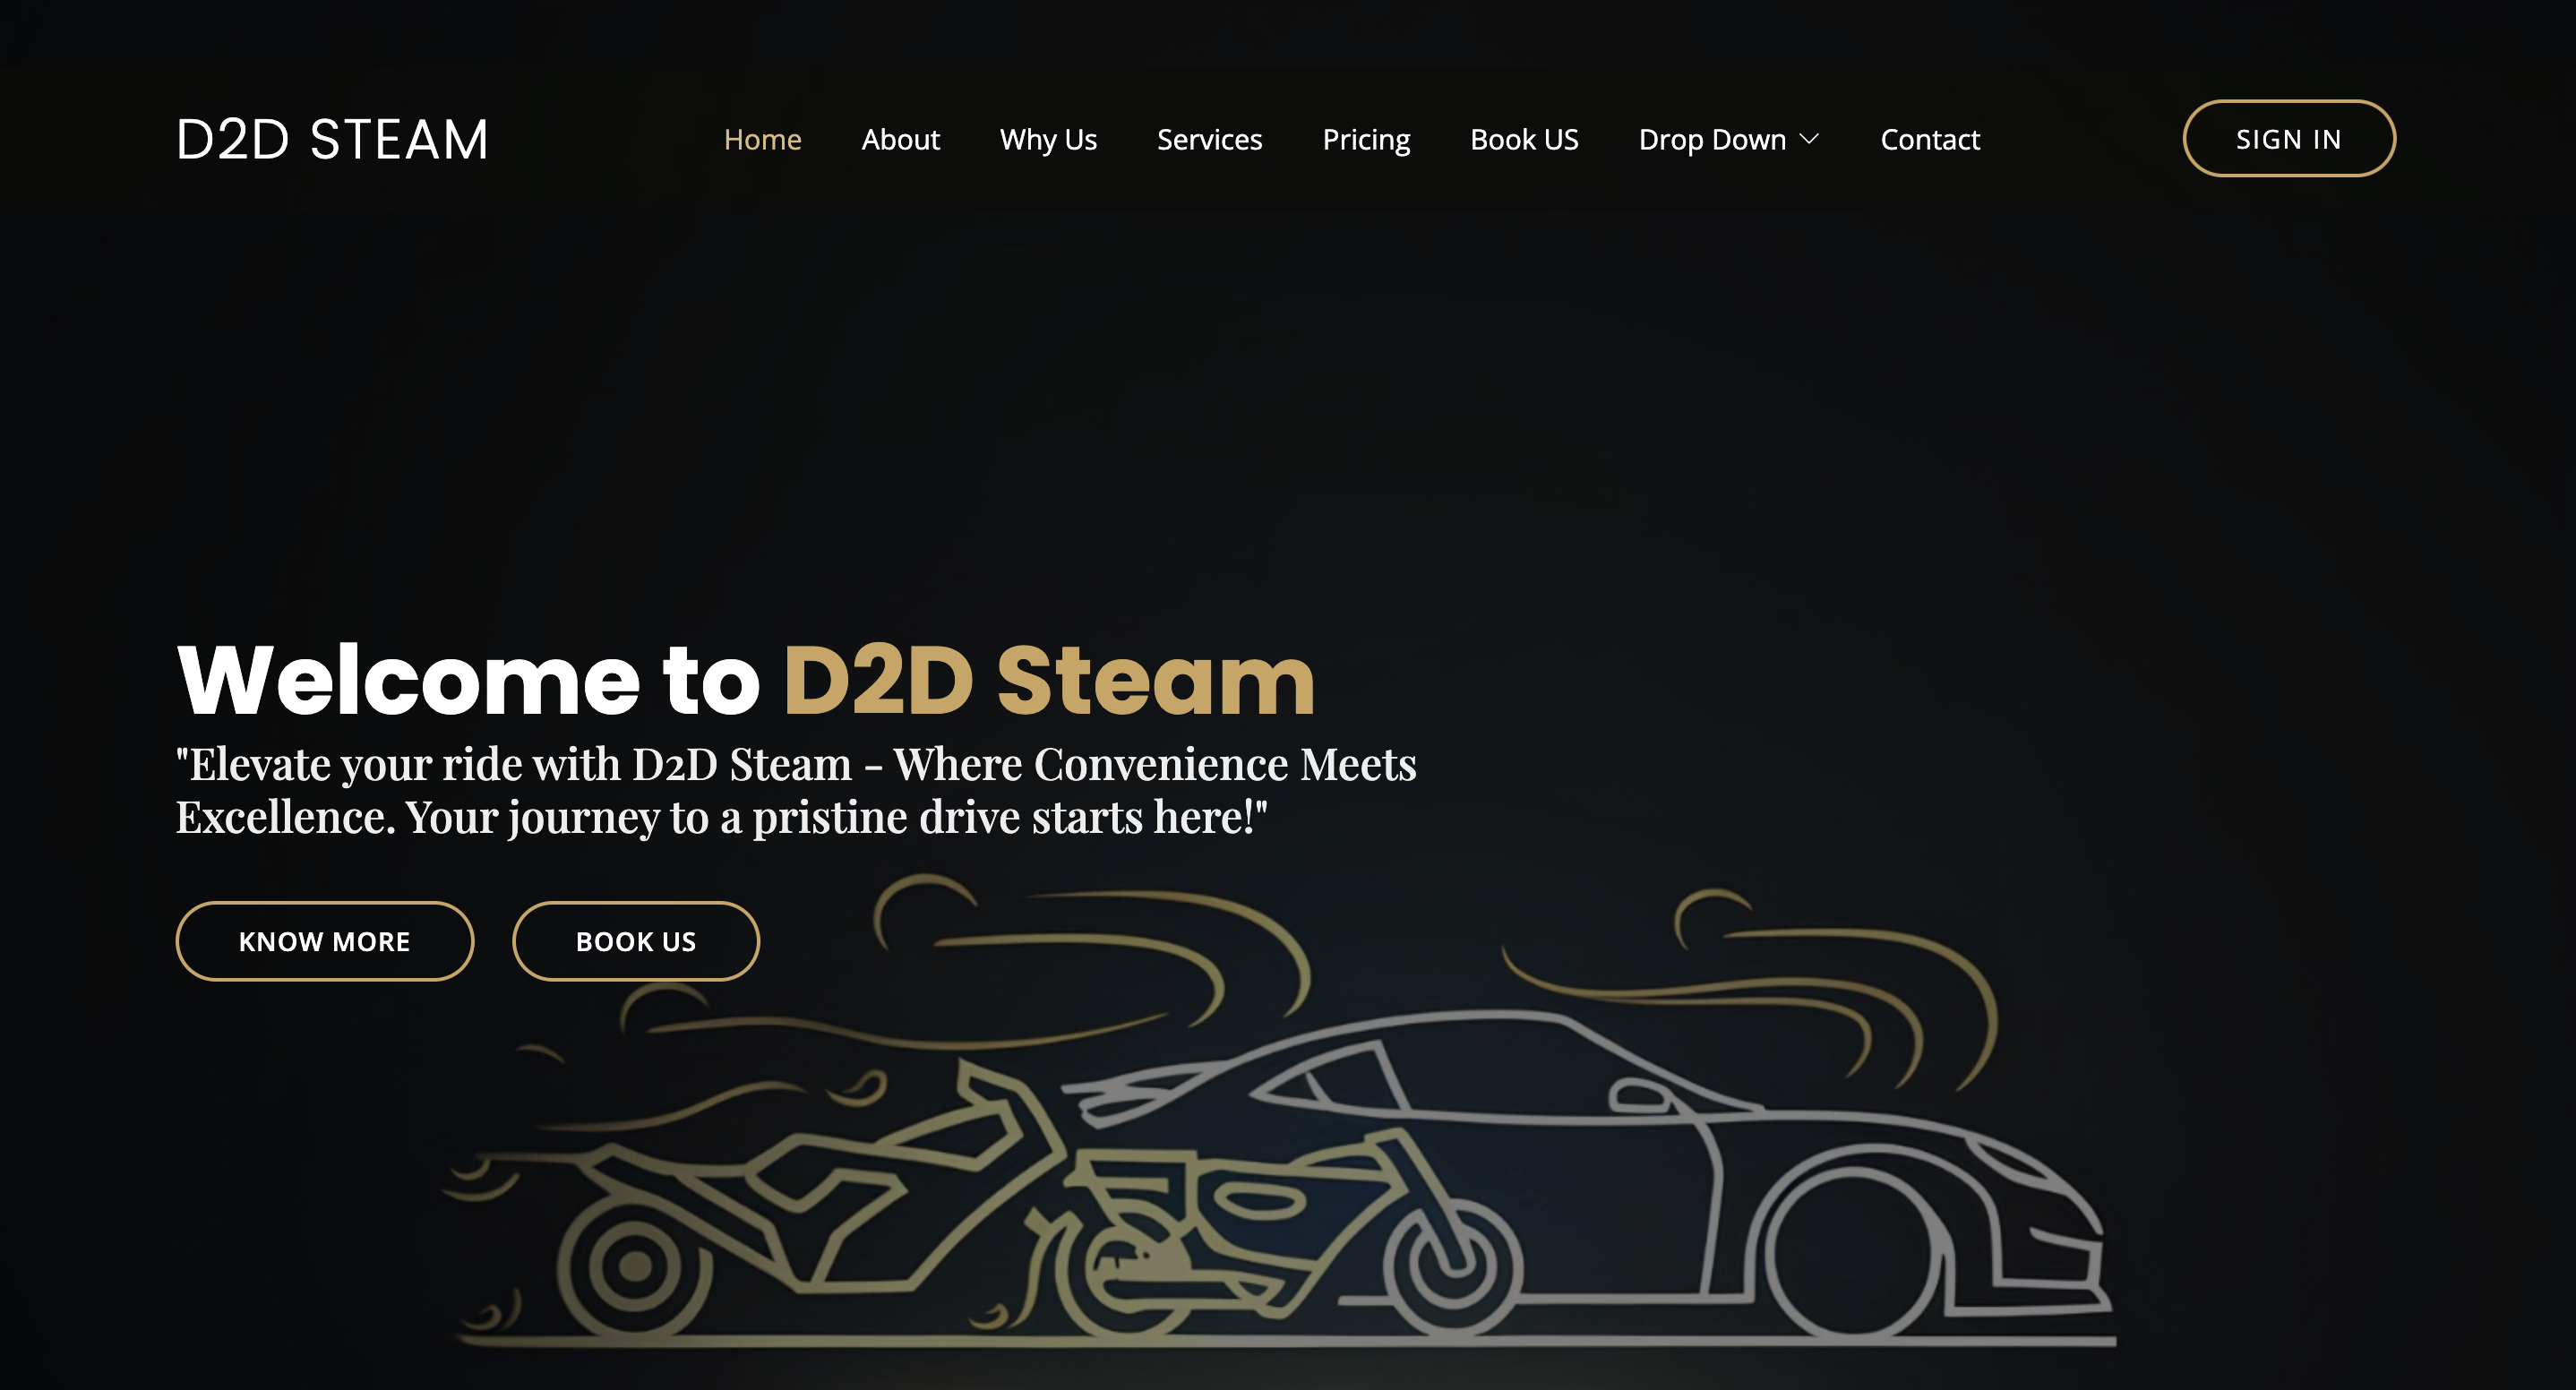 D2D STEAM
Home About Why Us Services Pricing Book US Drop Down Contact
SIGN IN
Welcome to D2D Steam
"Elevate your ride with D2D Steam - Where Convenience Meets
Excellence. Your journey to a pristine drive starts here!"
KNOW MORE
BOOK US